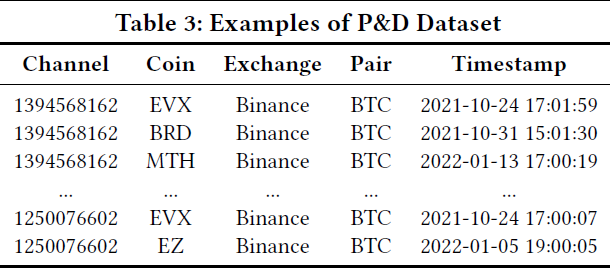 Table 3: Examples of P&D Dataset
Channel Coin Exchange Pair Timestamp
1394568162 EVX Binance BTC 2021-10-24 17:01:59
1394568162 BRD Binance BTC 2021-10-31 15:01:30
1394568162 MTH Binance BTC 2022-01-13 17:00:19
... ... ... ... ...
1250076602 EVX Binance BTC 2021-10-24 17:00:07
1250076602 EZ Binance BTC 2022-01-05 19:00:05